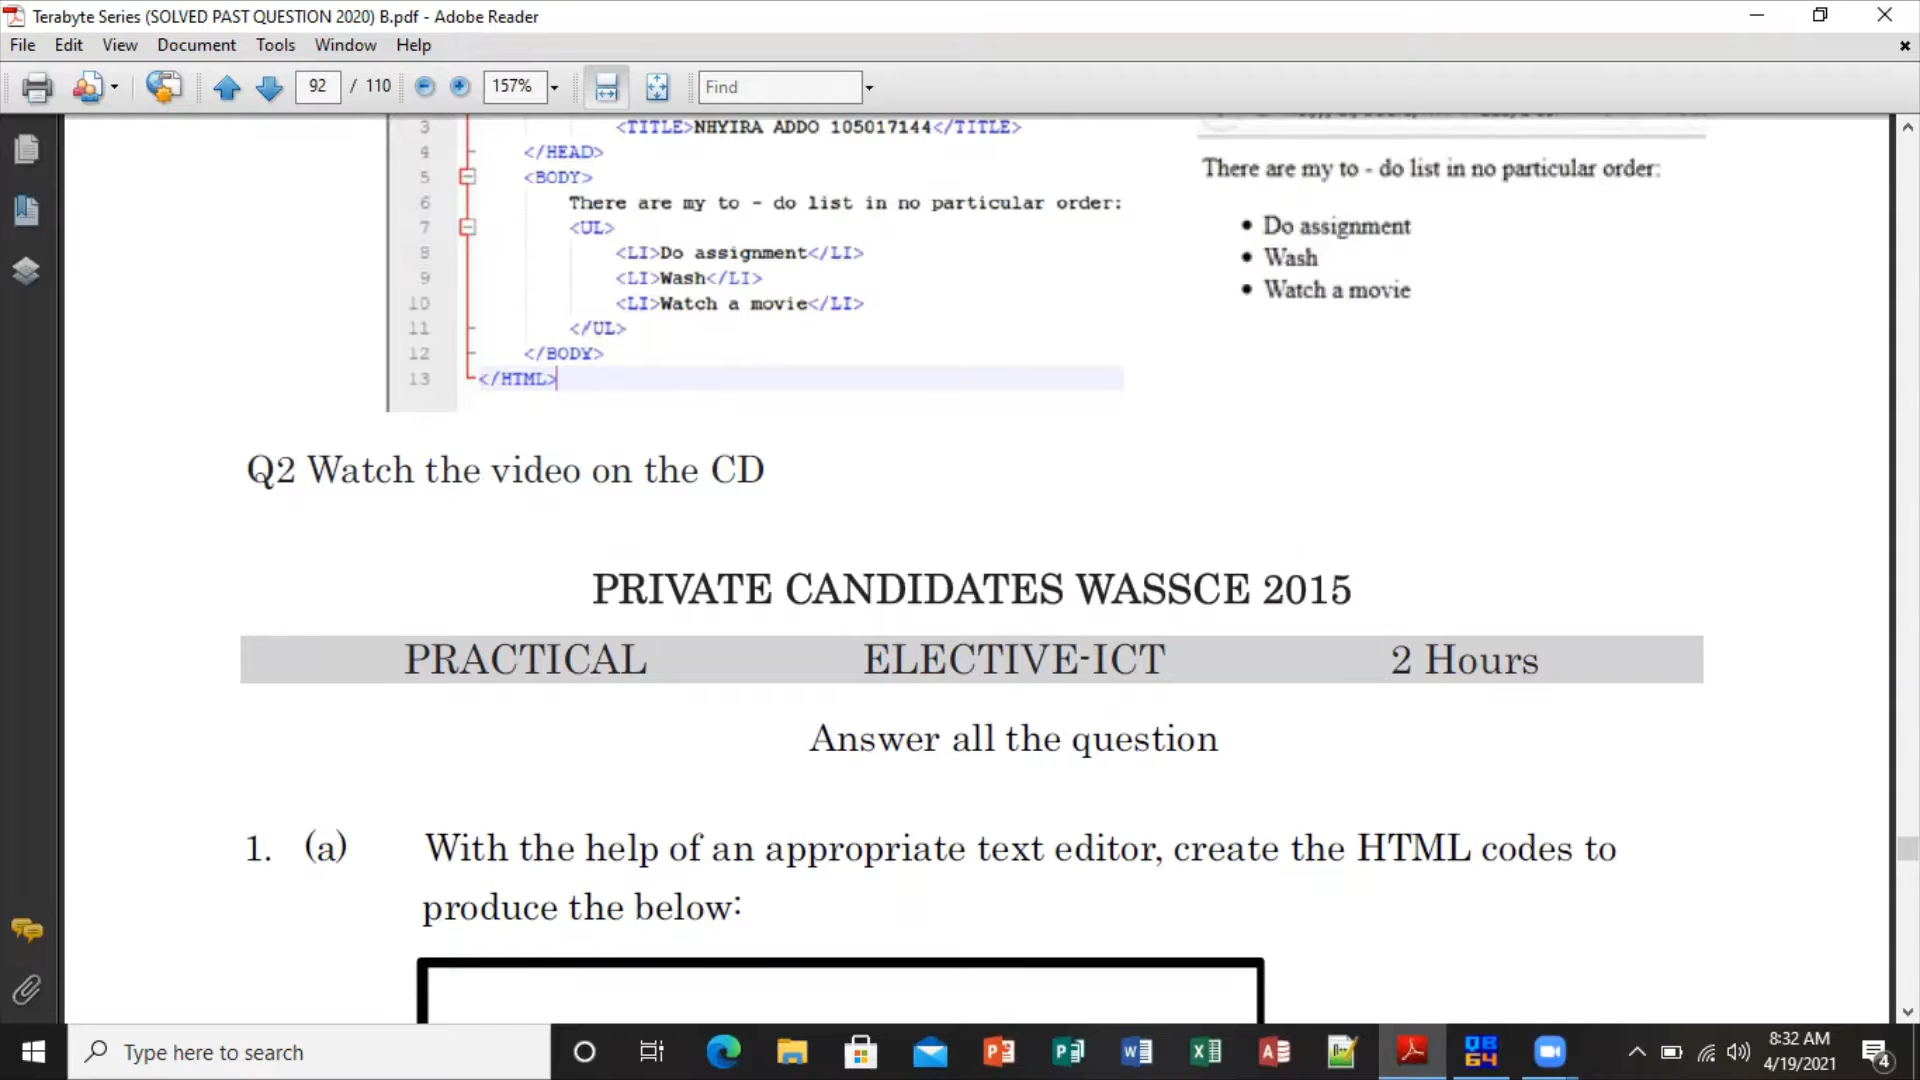 Terabyte Series (SOLVED PAST QUESTION 2020) B.pdf - Adobe Reader
File Edit View Document Tools Window Help
92 / 110 157% Find
3 <TITLE>NHYIRA ADDO 105017144</TITLE>
4 </HEAD>
5 <BODY>
6 There are my to - do list in no particular order:
7 <UL>
8 <LI>Do assignment</LI>
9 <LI>Wash</LI>
10 <LI>Watch a movie</LI>
11 </UL>
12 </BODY>
13 </HTML>
There are my to - do list in no particular order:
Do assignment
Wash
Watch a movie
Q2 Watch the video on the CD
PRIVATE CANDIDATES WASSCE 2015
PRACTICAL ELECTIVE-ICT 2 Hours
Answer all the question
1. (a) With the help of an appropriate text editor, create the HTML codes to
produce the below:
Type here to search
QB
64
8:32 AM
4/19/2021
4